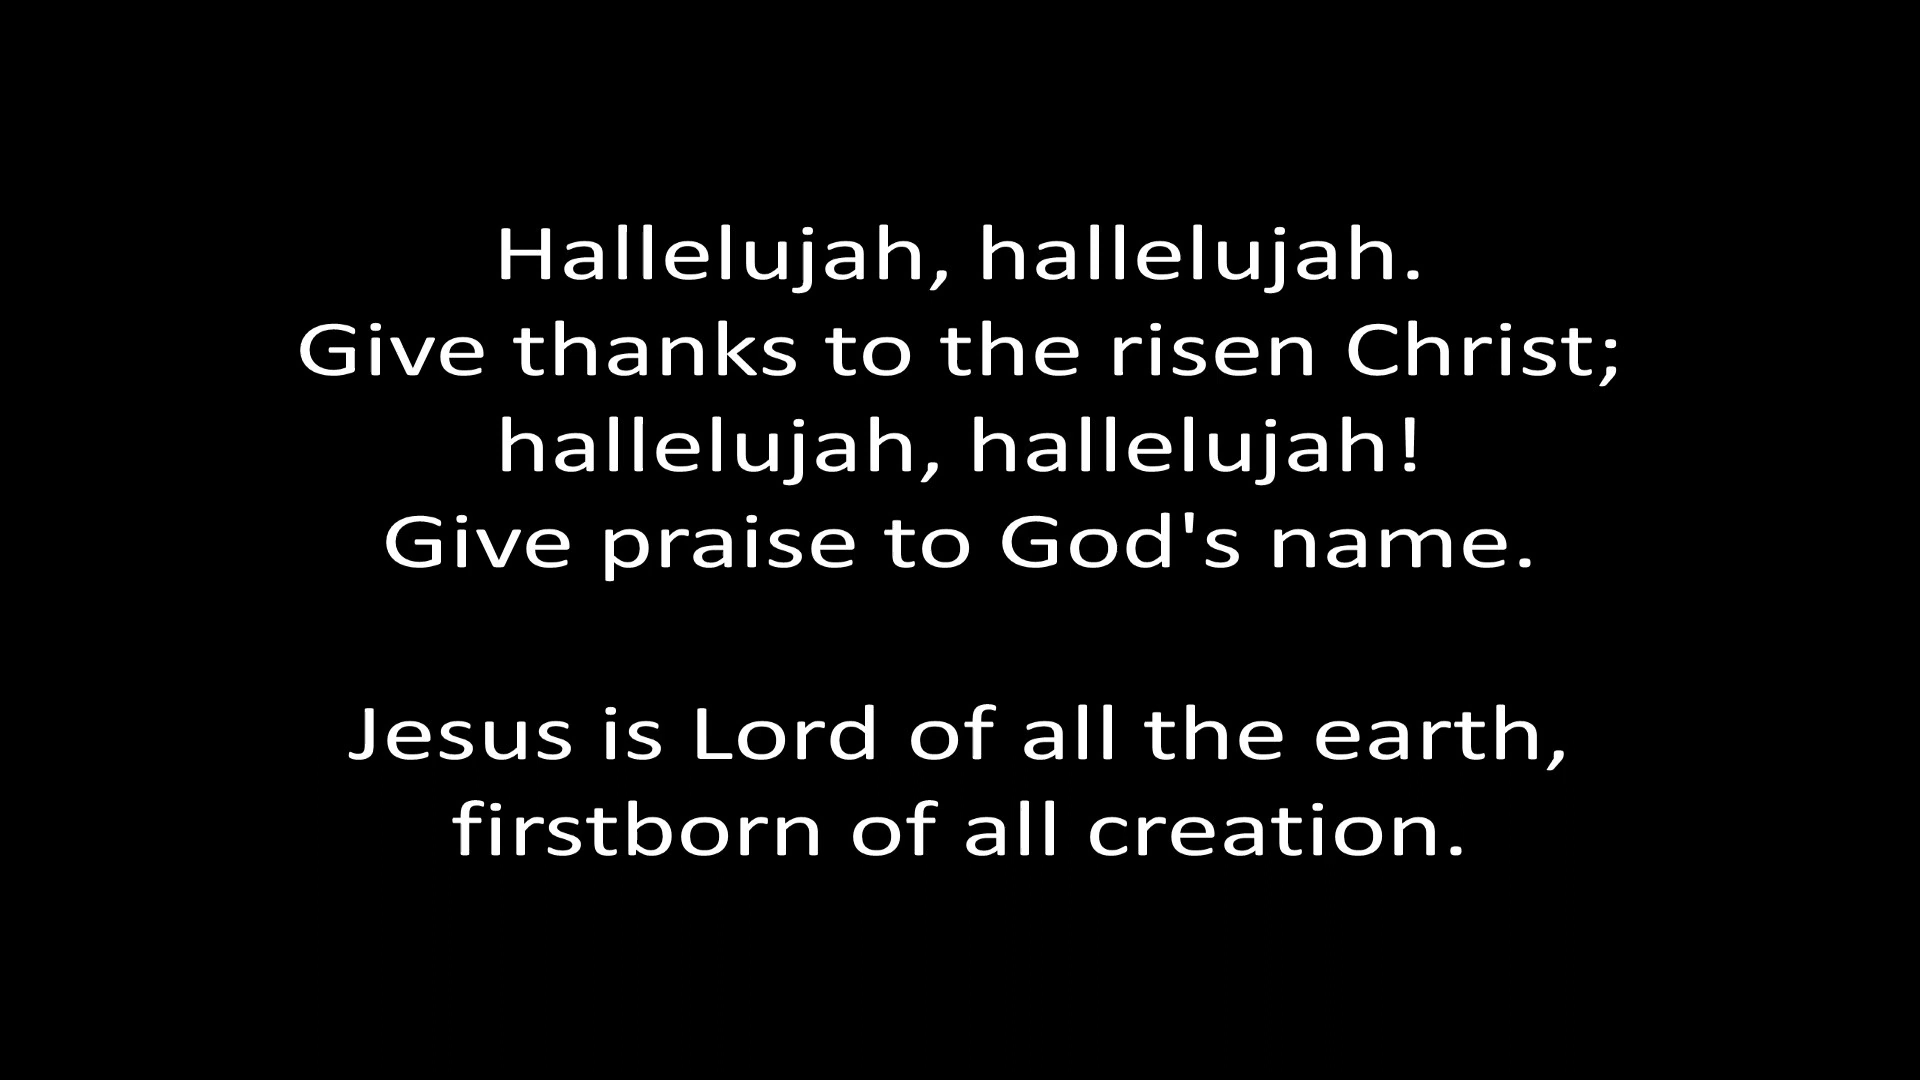 Hallelujah, hallelujah.
Give thanks to the risen Christ;
hallelujah, hallelujah!
Give praise to God's name.
Jesus is Lord of all the earth,
firstborn of all creation.